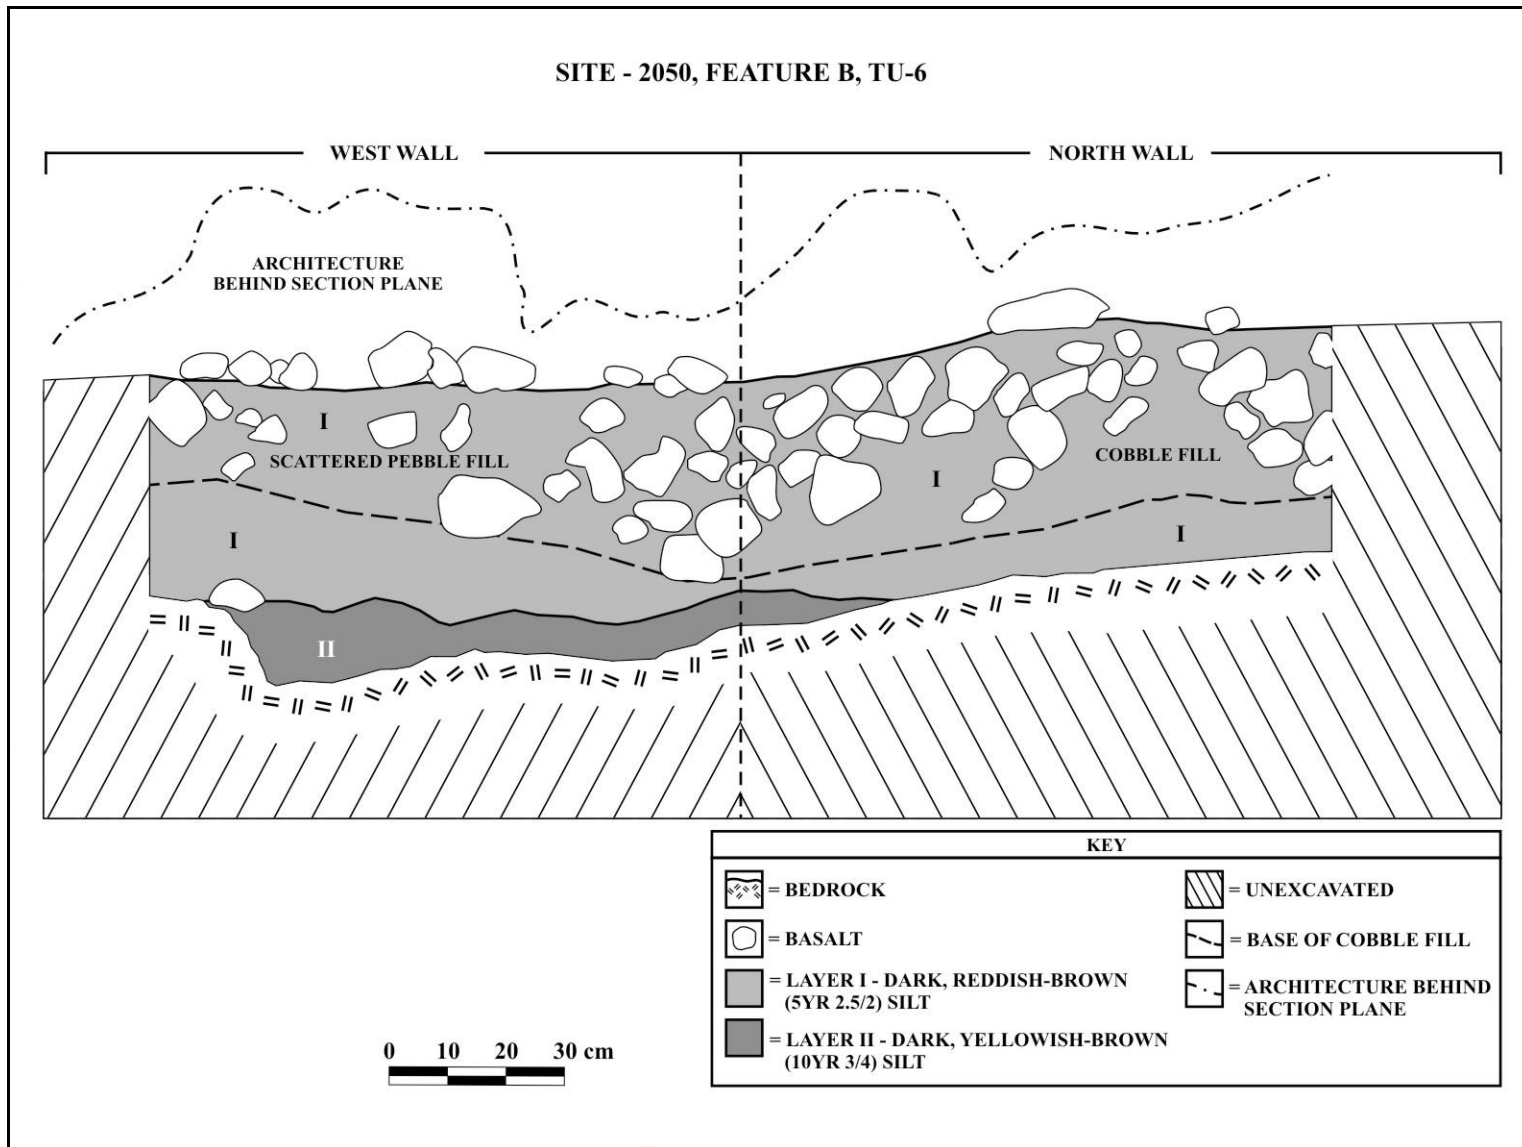 SITE - 2050, FEATURE B, TU-6
WEST WALL
NORTH WALL
ARCHITECTURE
BEHIND SECTION PLANE
I
SCATTERED PEBBLE FILL
COBBLE FILL
I
I
I
II
KEY
= BEDROCK
= UNEXCAVATED
= BASALT
= BASE OF COBBLE FILL
= LAYER I - DARK, REDDISH-BROWN
(5YR 2.5/2) SILT
= ARCHITECTURE BEHIND
SECTION PLANE
= LAYER II - DARK, YELLOWISH-BROWN
(10YR 3/4) SILT
0 10 20 30 cm